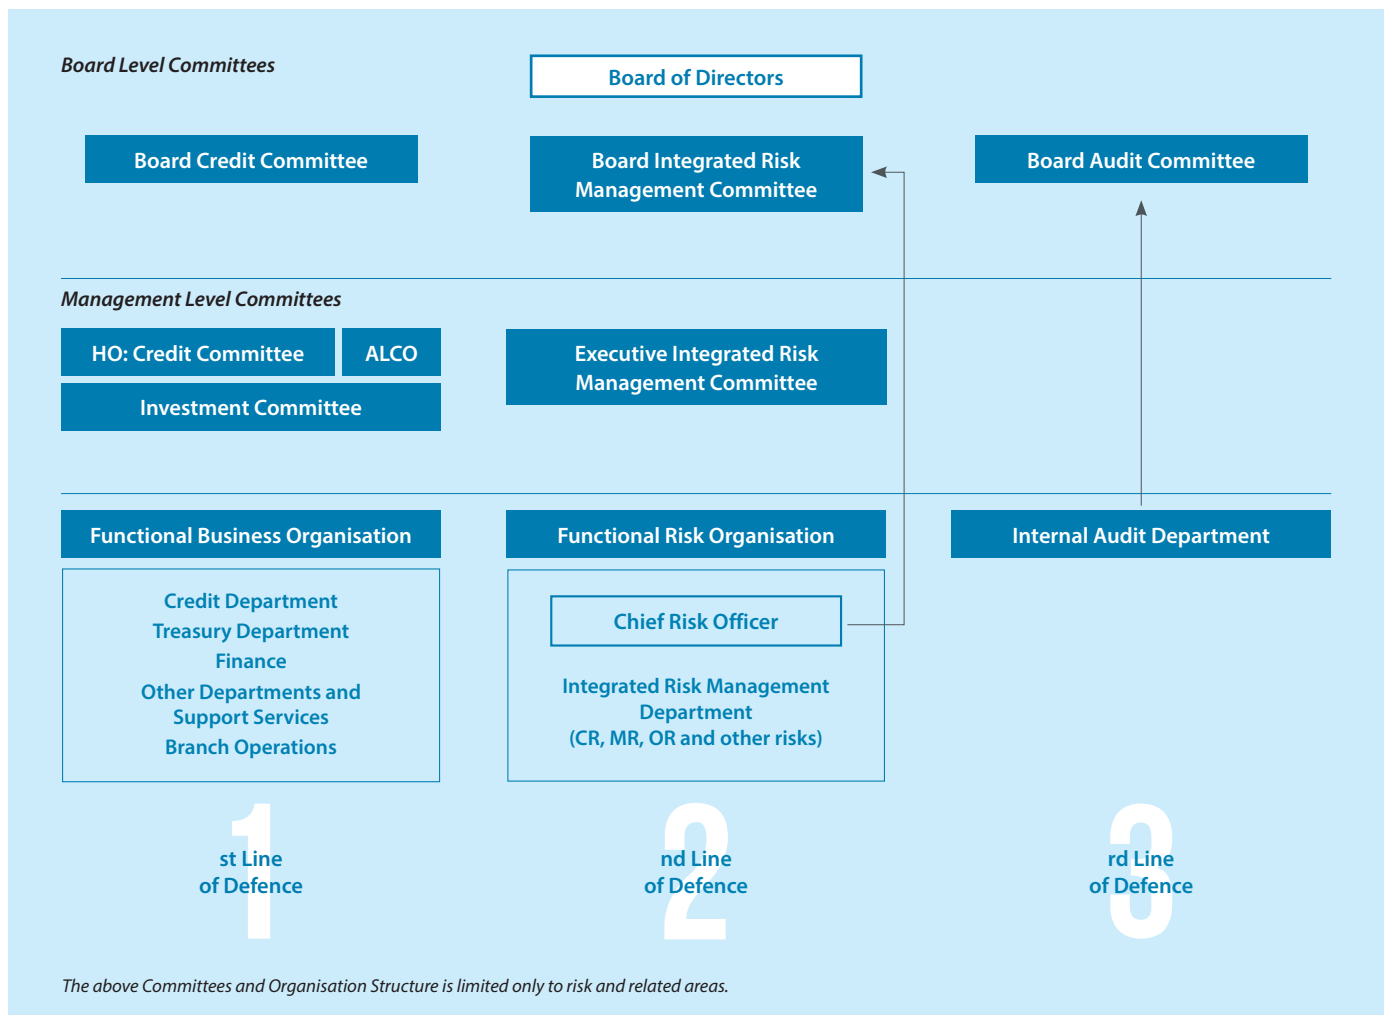 Board Level Committees
Board of Directors
Board Credit Committee
Board Integrated Risk
Management Committee
Board Audit Committee
Management Level Committees
HO: Credit Committee
ALCO
Investment Committee
Executive Integrated Risk
Management Committee
Functional Business Organisation
Credit Department
Treasury Department
Finance
Other Departments and
Support Services
Branch Operations
Functional Risk Organisation
Chief Risk Officer
Integrated Risk Management
Department
(CR, MR, OR and other risks)
Internal Audit Department
1
st Line
of Defence
2
nd Line
of Defence
3
rd Line
of Defence
The above Committees and Organisation Structure is limited only to risk and related areas.